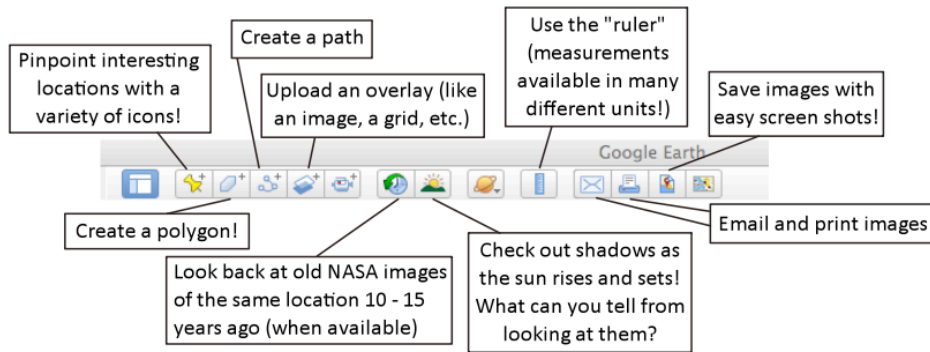 Create a path
Use the "ruler"
(measurements
available in many
different units!)
Pinpoint interesting
locations with a
variety of icons!
Upload an overlay (like
an image, a grid, etc.)
Save images with
easy screen shots!
Google Earth
Create a polygon!
Email and print images
Look back at old NASA images
of the same location 10 - 15
years ago (when available)
Check out shadows as
the sun rises and sets!
What can you tell from
looking at them?